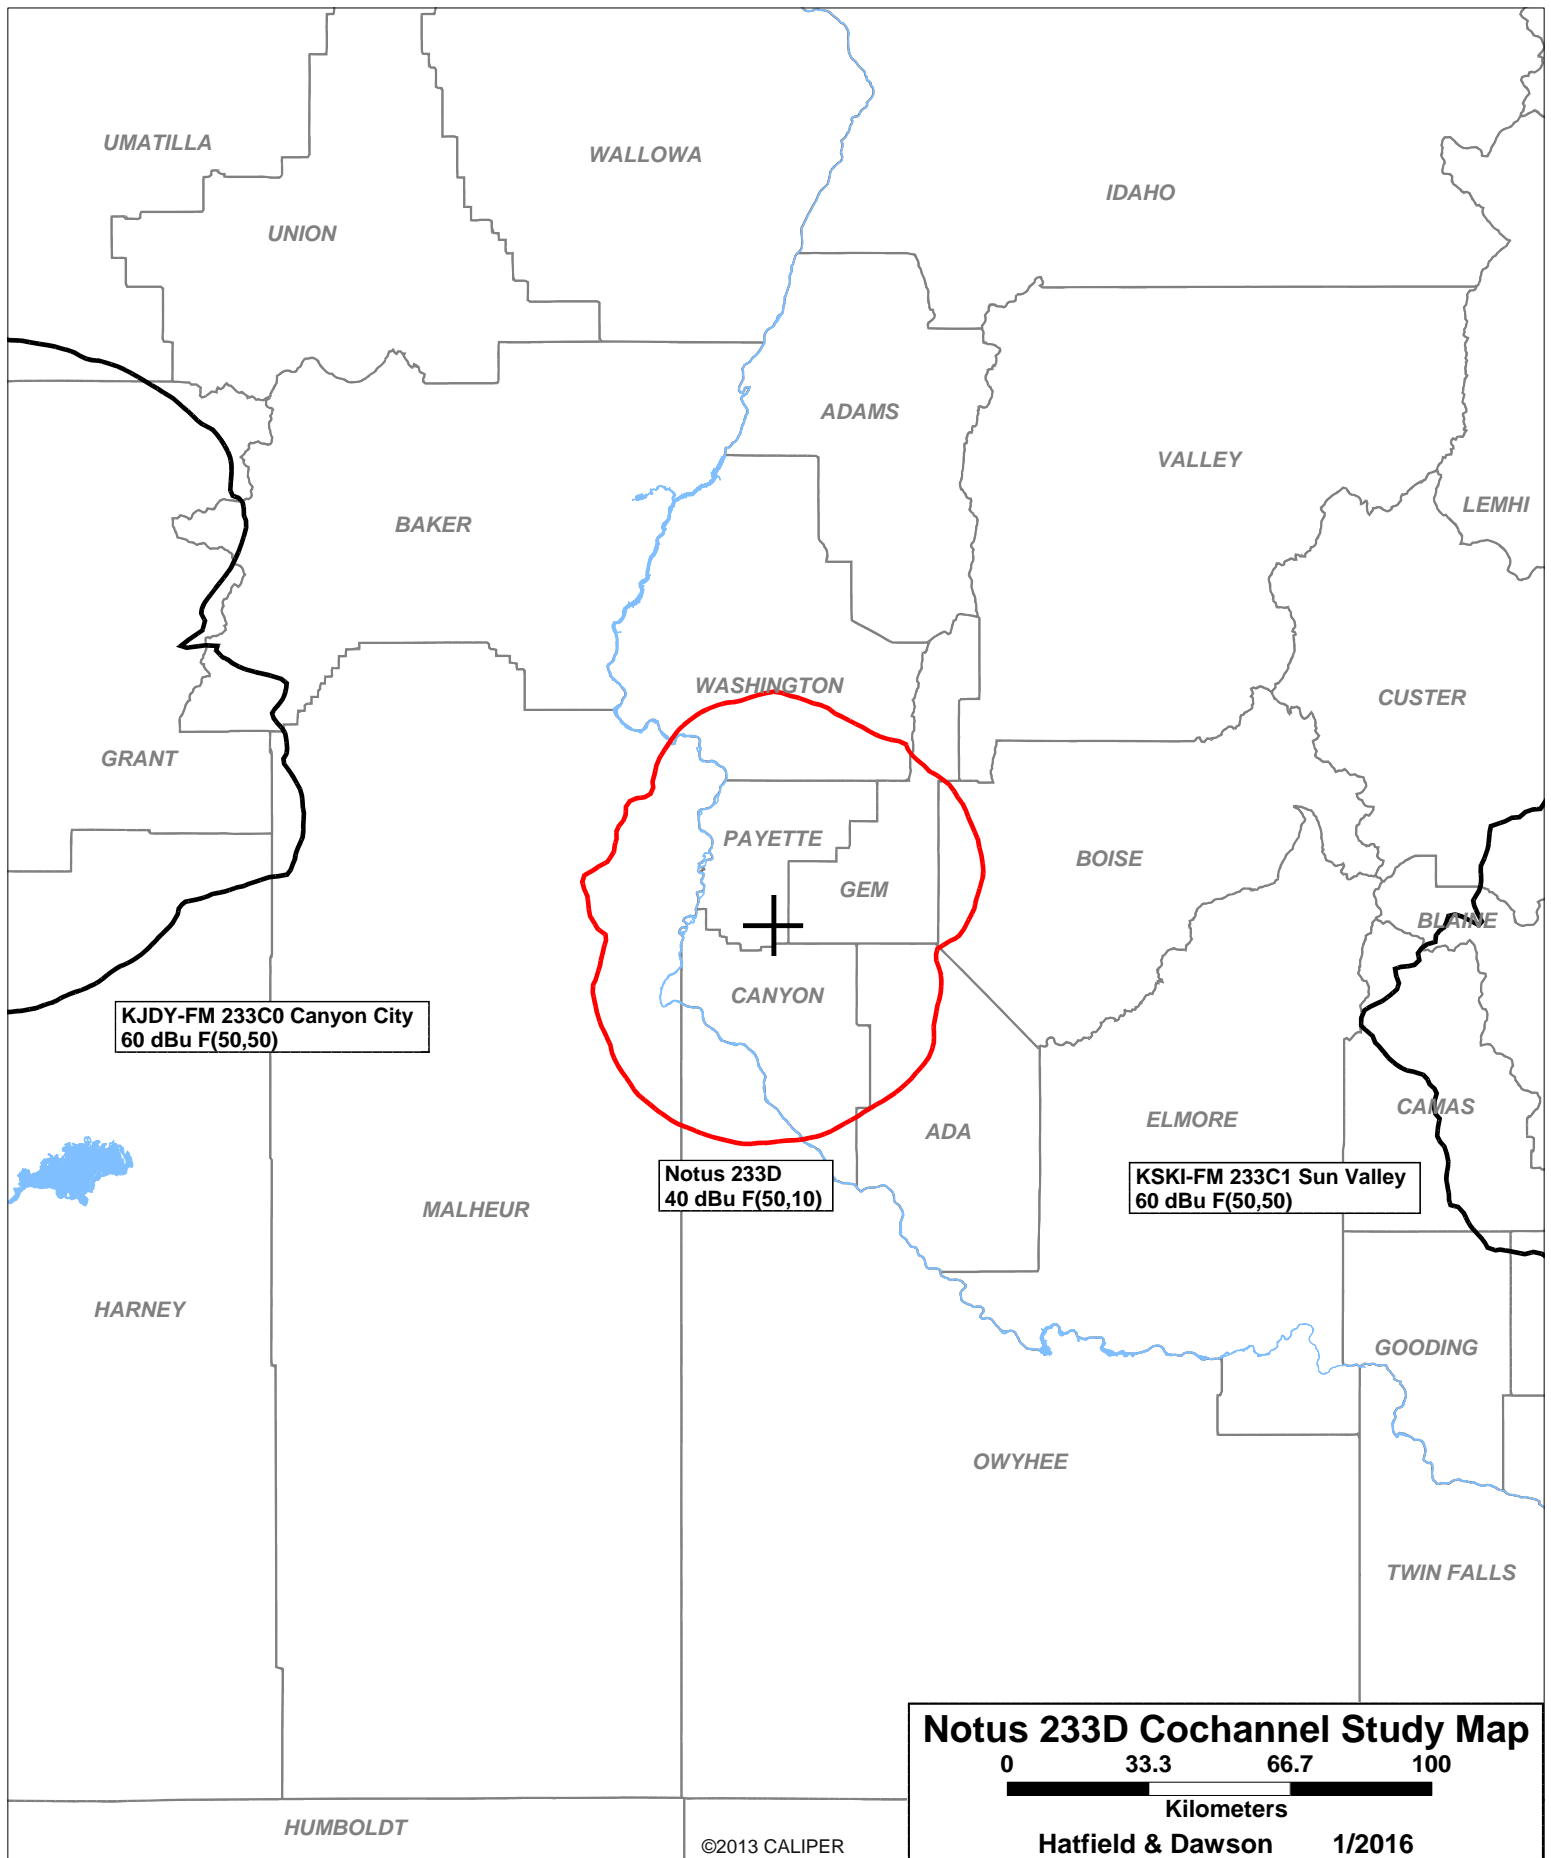 UMATILLA
WALLOWA
IDAHO
UNION
ADAMS
VALLEY
LEMHI
BAKER
WASHINGTON
CUSTER
GRANT
PAYETTE
BOISE
GEM
BLAINE
CANYON
KJDY-FM 233C0 Canyon City
60 dBu F(50,50)
CAMAS
ELMORE
ADA
Notus 233D
40 dBu F(50,10)
KSKI-FM 233C1 Sun Valley
60 dBu F(50,50)
MALHEUR
HARNEY
GOODING
OWYHEE
TWIN FALLS
Notus 233D Cochannel Study Map
0 33.3 66.7 100
Kilometers
HUMBOLDT
©2013 CALIPER
Hatfield & Dawson 1/2016